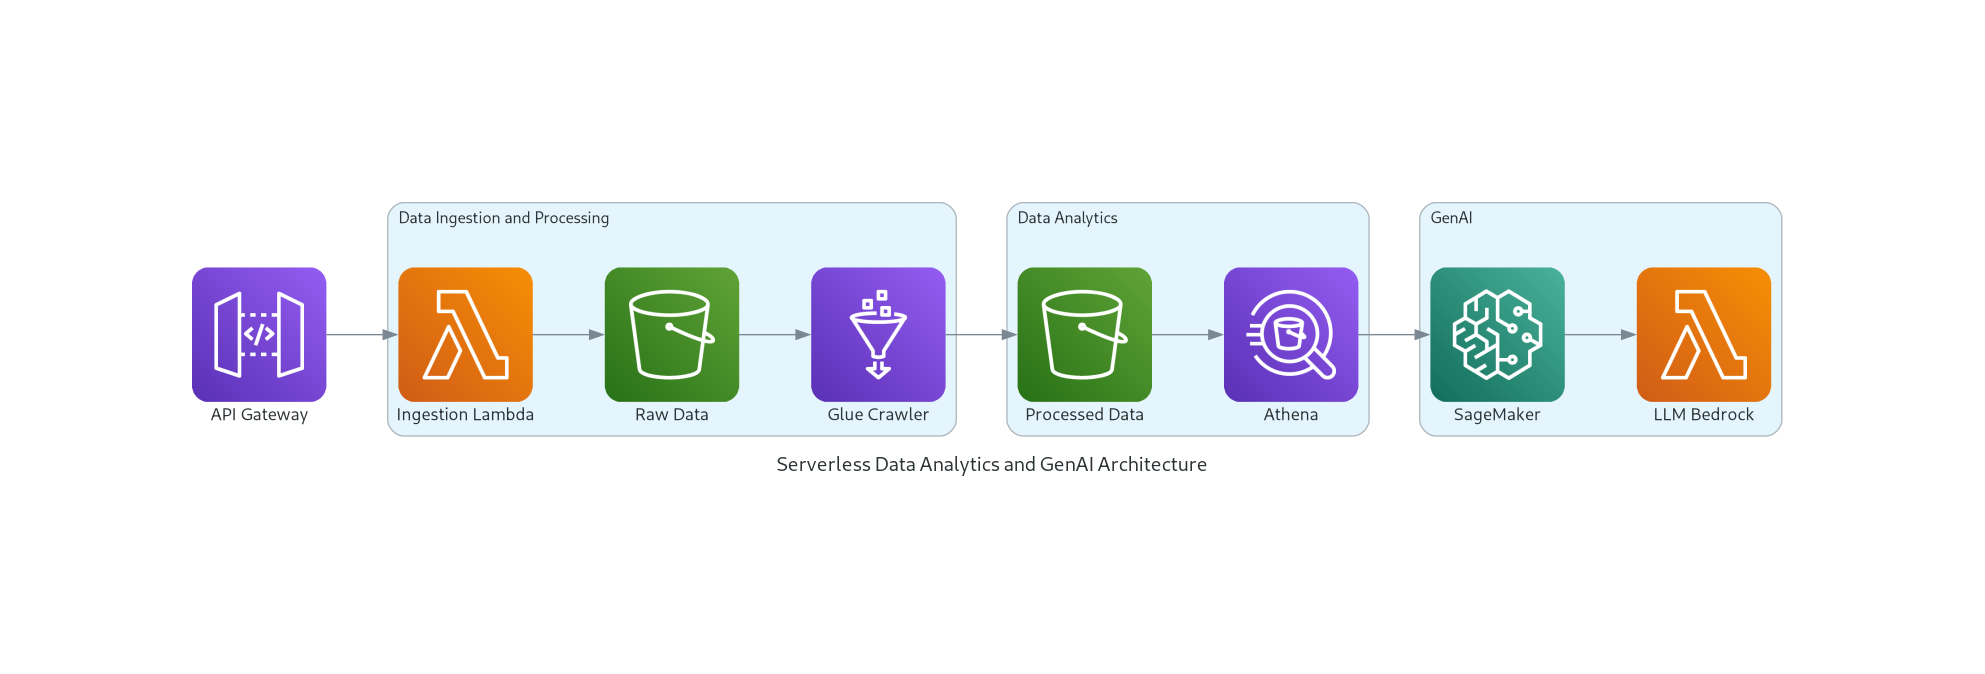 Data Ingestion and Processing
Data Analytics
GenAI
</>
API Gateway
Ingestion Lambda
Raw Data
Glue Crawler
Processed Data
Athena
SageMaker
LLM Bedrock
Serverless Data Analytics and GenAI Architecture